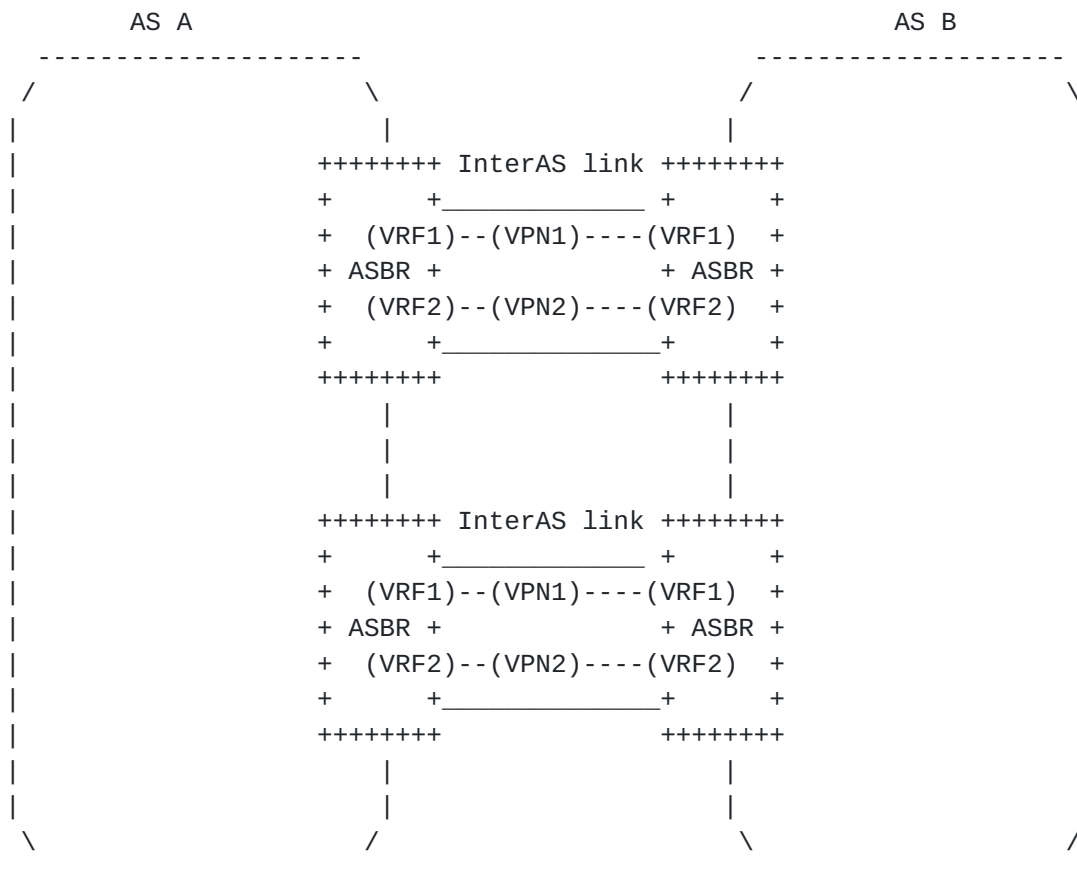 AS A AS B
InterAS link
(VRF1)--(VPN1)----(VRF1)
ASBR ASBR
(VRF2)--(VPN2)----(VRF2)
InterAS link
(VRF1)--(VPN1)----(VRF1)
ASBR ASBR
(VRF2)--(VPN2)----(VRF2)